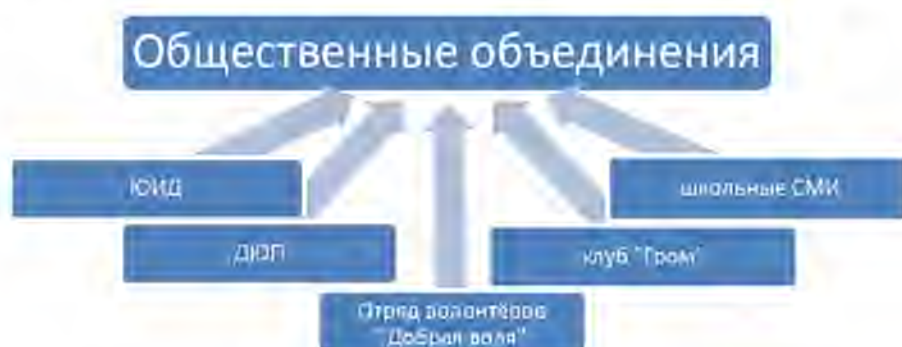 Общественные объединения
ЮИД
школьные СМИ
ДЮП
клуб "Гром"
Отряд волонтёров
"Добрая воля"